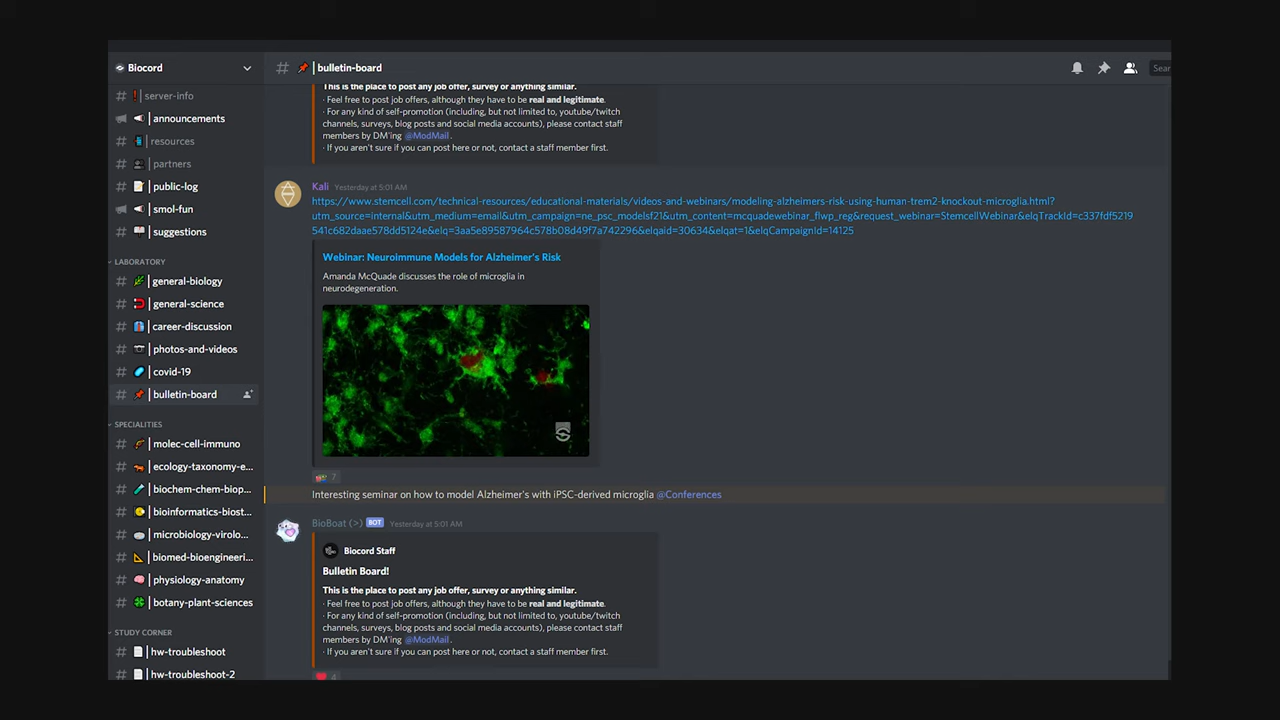 Biocord
server-info
announcements
resources
partners
public-log
smol-fun
suggestions
LABORATORY
general-biology
general-science
career-discussion
photos-and-videos
covid-19
bulletin-board
SPECIALITIES
molec-cell-immuno
ecology-taxonomy-e...
biochem-chem-biop...
bioinformatics-biost...
microbiology-virolo...
biomed-bioengineeri...
physiology-anatomy
botany-plant-sciences
STUDY CORNER
hw-troubleshoot
hw-troubleshoot-2
# | bulletin-board
Sear
This is the place to post any job offer, survey or anything similar.
· Feel free to post job offers, although they have to be real and legitimate.
· For any kind of self-promotion (including, but not limited to, youtube/twitch
channels, surveys, blog posts and social media accounts), please contact staff
members by DM'ing @ModMail.
· If you aren't sure if you can post here or not, contact a staff member first.
Kali Yesterday at 5:01 AM
https://www.stemcell.com/technical-resources/educational-materials/videos-and-webinars/modeling-alzheimers-risk-using-human-trem2-knockout-microglia.html?
utm_source=internal&utm_medium=email&utm_campaign=ne_psc_modelsf21&utm_content=mcquadewebinar_flwp_reg&request_webinar=StemcellWebinar&elqTrackId=c337fdf5219
541c682daae578dd5124e&elq=3aa5e89587964c578b08d49f7a742296&elqaid=30634&elqat=1&elqCampaignId=14125
Webinar: Neuroimmune Models for Alzheimer's Risk
Amanda McQuade discusses the role of microglia in
neurodegeneration.
7
Interesting seminar on how to model Alzheimer's with iPSC-derived microglia @Conferences
BioBoat (>) BOT Yesterday at 5:01 AM
Biocord Staff
Bulletin Board!
This is the place to post any job offer, survey or anything similar.
· Feel free to post job offers, although they have to be real and legitimate.
· For any kind of self-promotion (including, but not limited to, youtube/twitch
channels, surveys, blog posts and social media accounts), please contact staff
members by DM'ing @ModMail.
· If you aren't sure if you can post here or not, contact a staff member first.
4